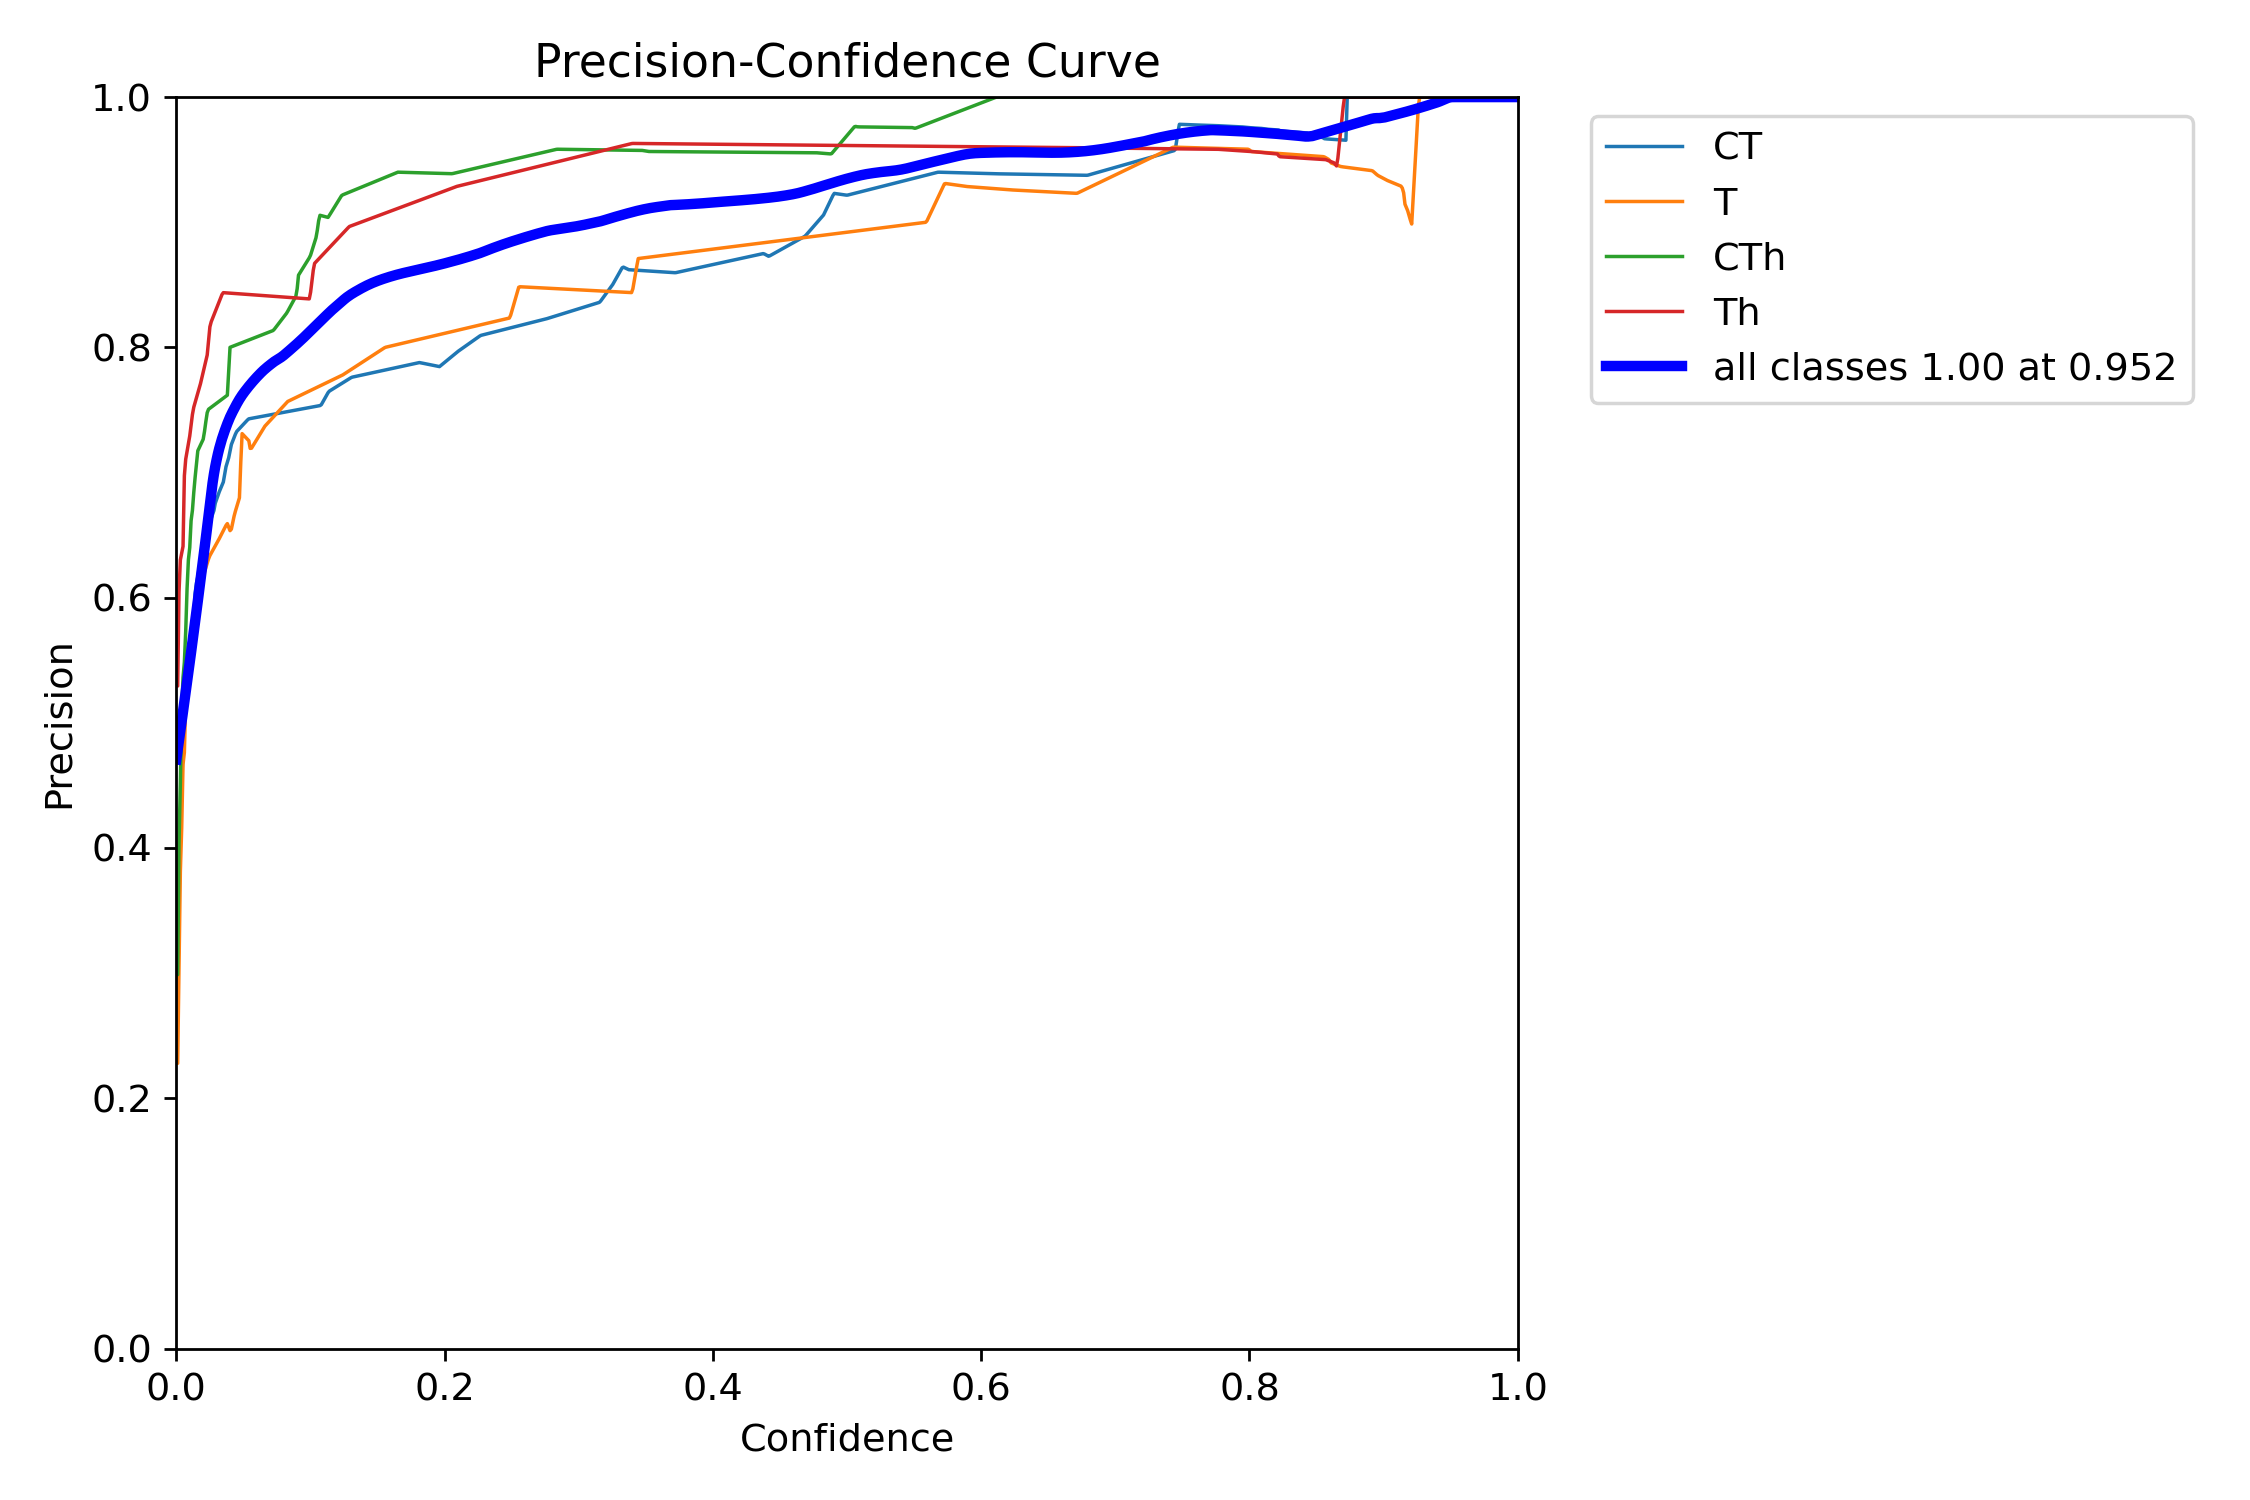 Precision-Confidence Curve
1.0
0.8
0.6
0.4
0.2
0.0
Precision
0.0 0.2 0.4 0.6 0.8 1.0
Confidence
CT
T
CTh
Th
all classes 1.00 at 0.952